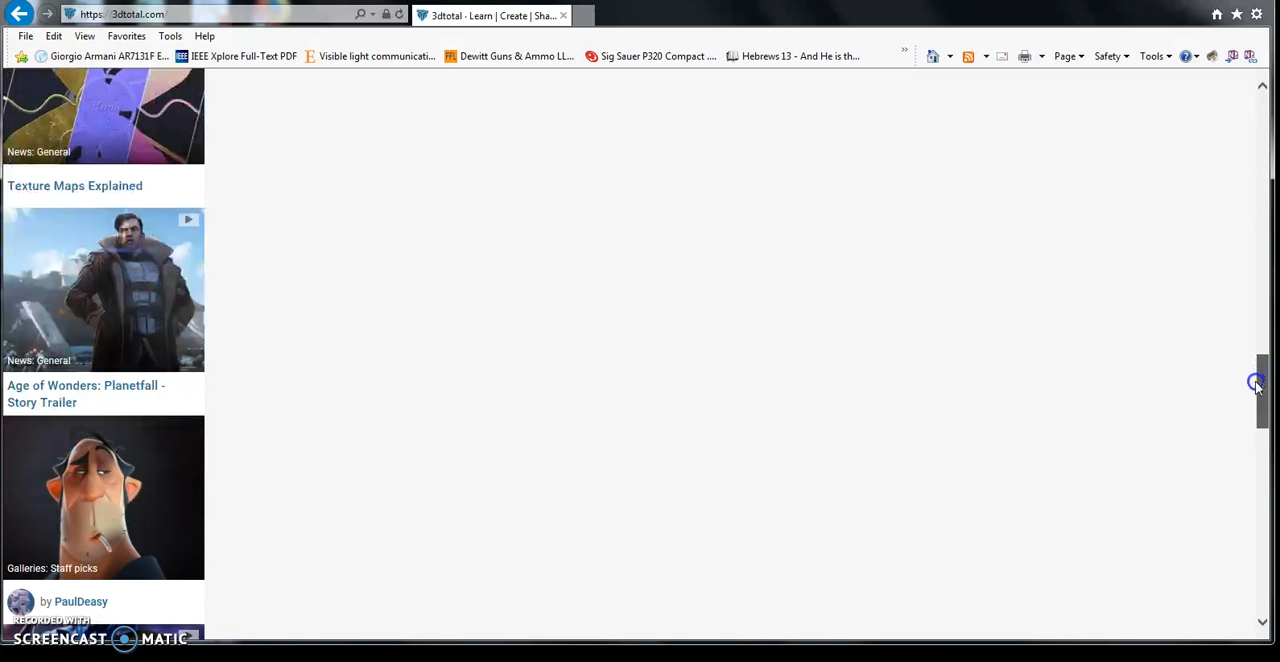 https://3dtotal.com/
3dtotal · Learn | Create | Sha...
File Edit View Favorites Tools Help
Giorgio Armani AR7131F E... IEEE Xplore Full-Text PDF Visible light communicati... Dewitt Guns & Ammo LL... Sig Sauer P320 Compact .... Hebrews 13 - And He is th... Page Safety Tools
News: General
Texture Maps Explained
News: General
Age of Wonders: Planetfall -
Story Trailer
Galleries: Staff picks
by PaulDeasy
RECORDED WITH
SCREENCAST MATIC